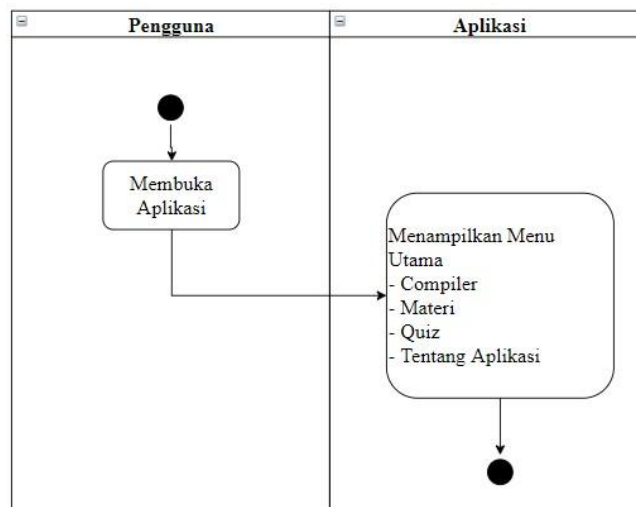 Pengguna
Aplikasi
Membuka
Aplikasi
Menampilkan Menu
Utama
- Compiler
- Materi
- Quiz
- Tentang Aplikasi